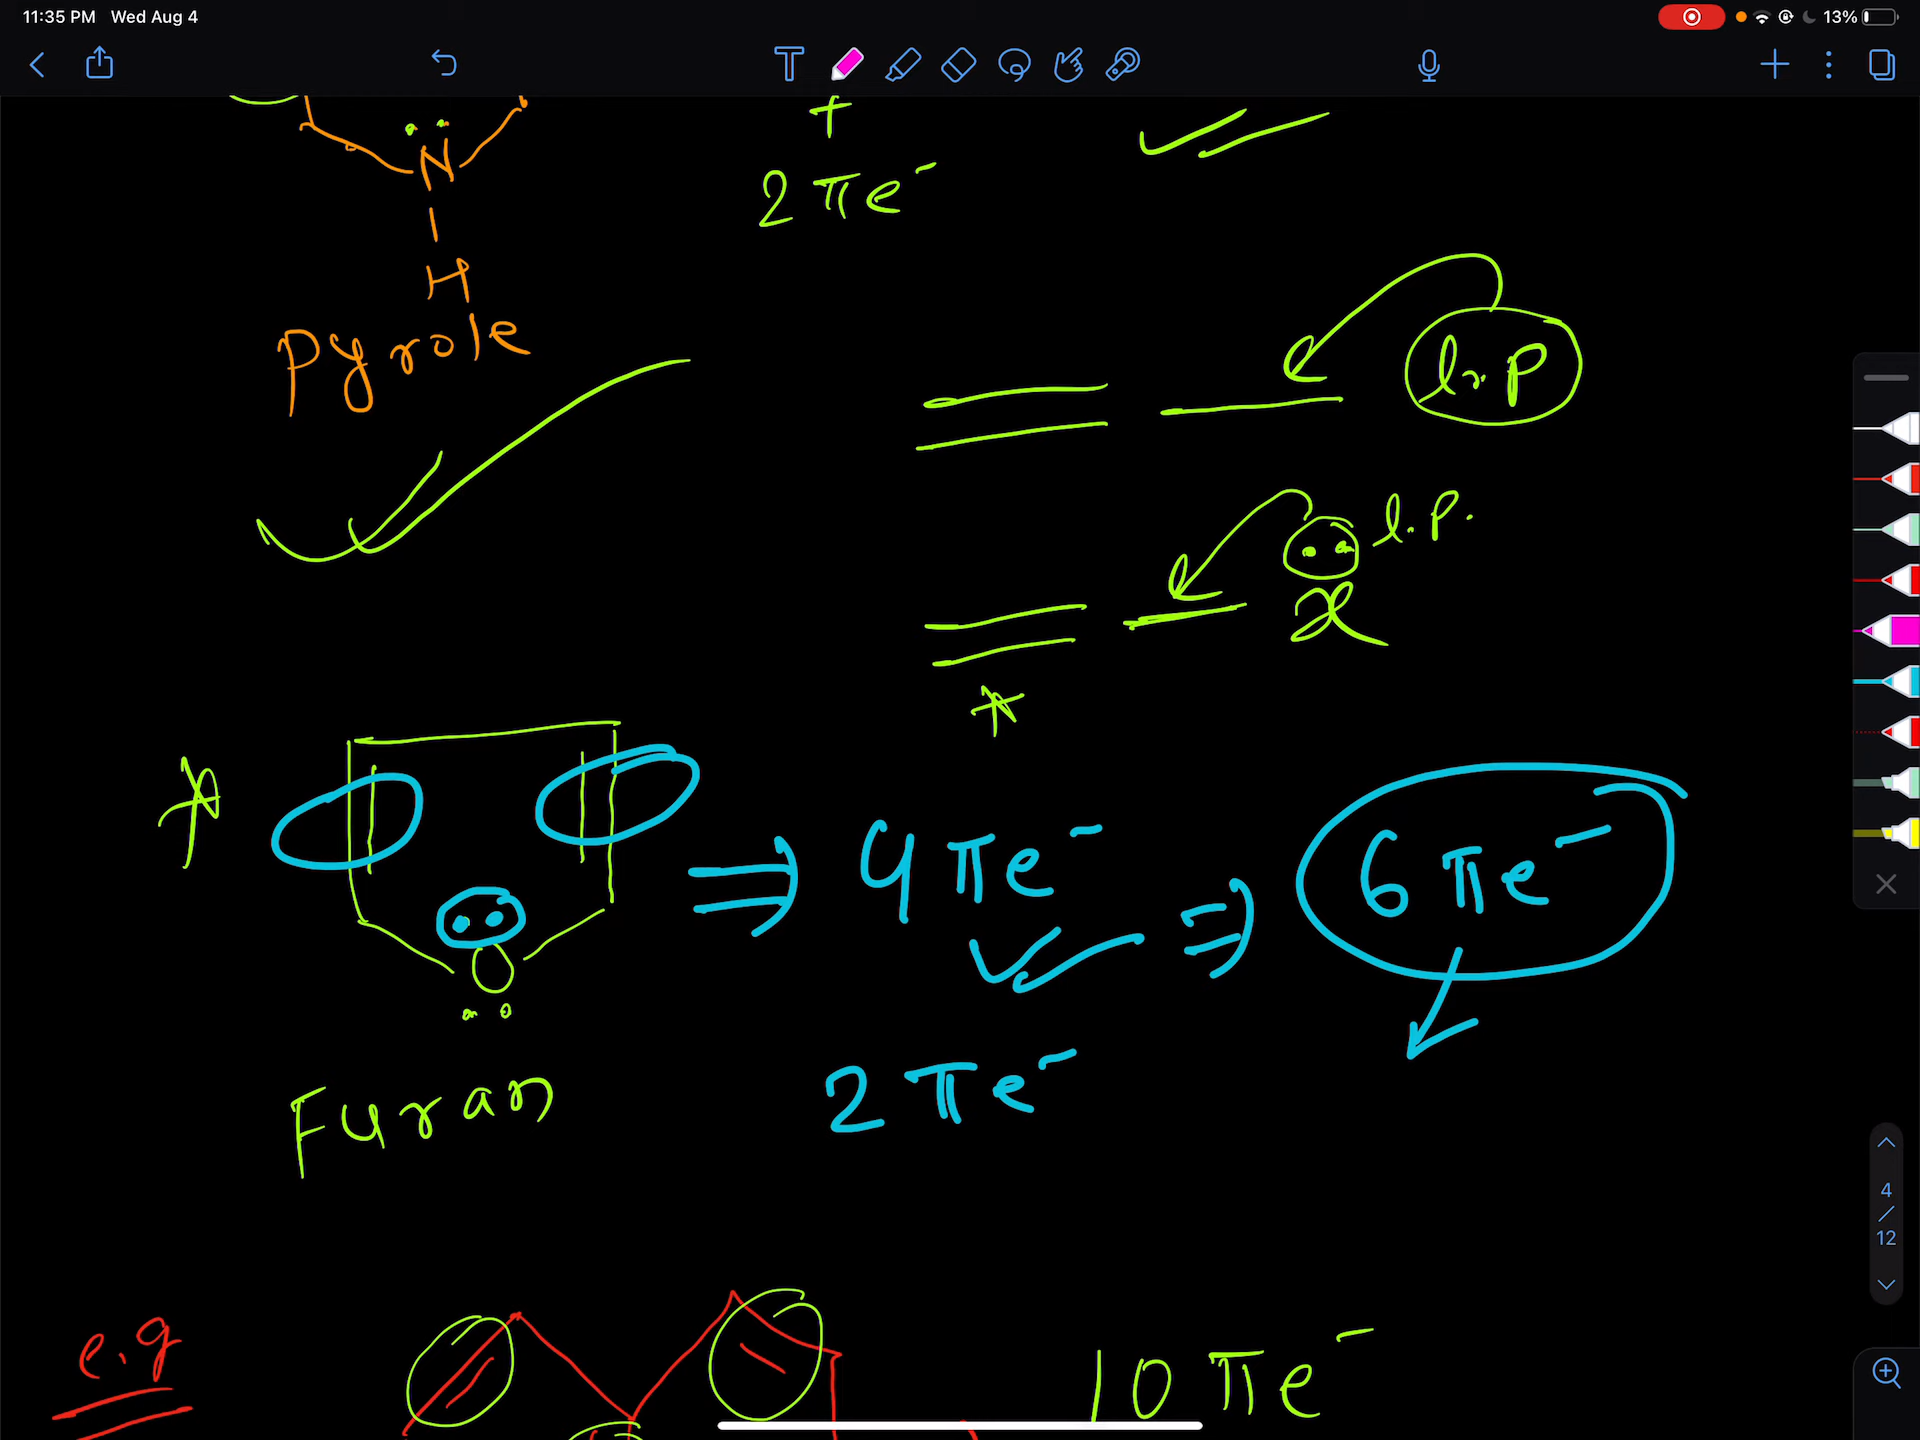 11:35 PM Wed Aug 4
13%
T
N
H
Pyrole
+
2 πe⁻
l.P
l.P.
x
4 πe⁻
6 πe⁻
O
2 πe⁻
Furan
4
/
12
e.g
10 πe⁻